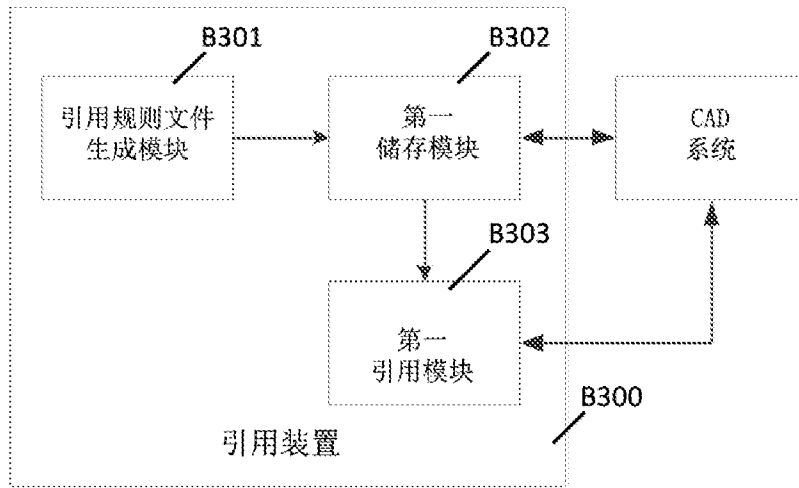 B301
B302
引用规则文件
生成模块
第一
储存模块
CAD
系统
B303
第一
引用模块
B300
引用装置